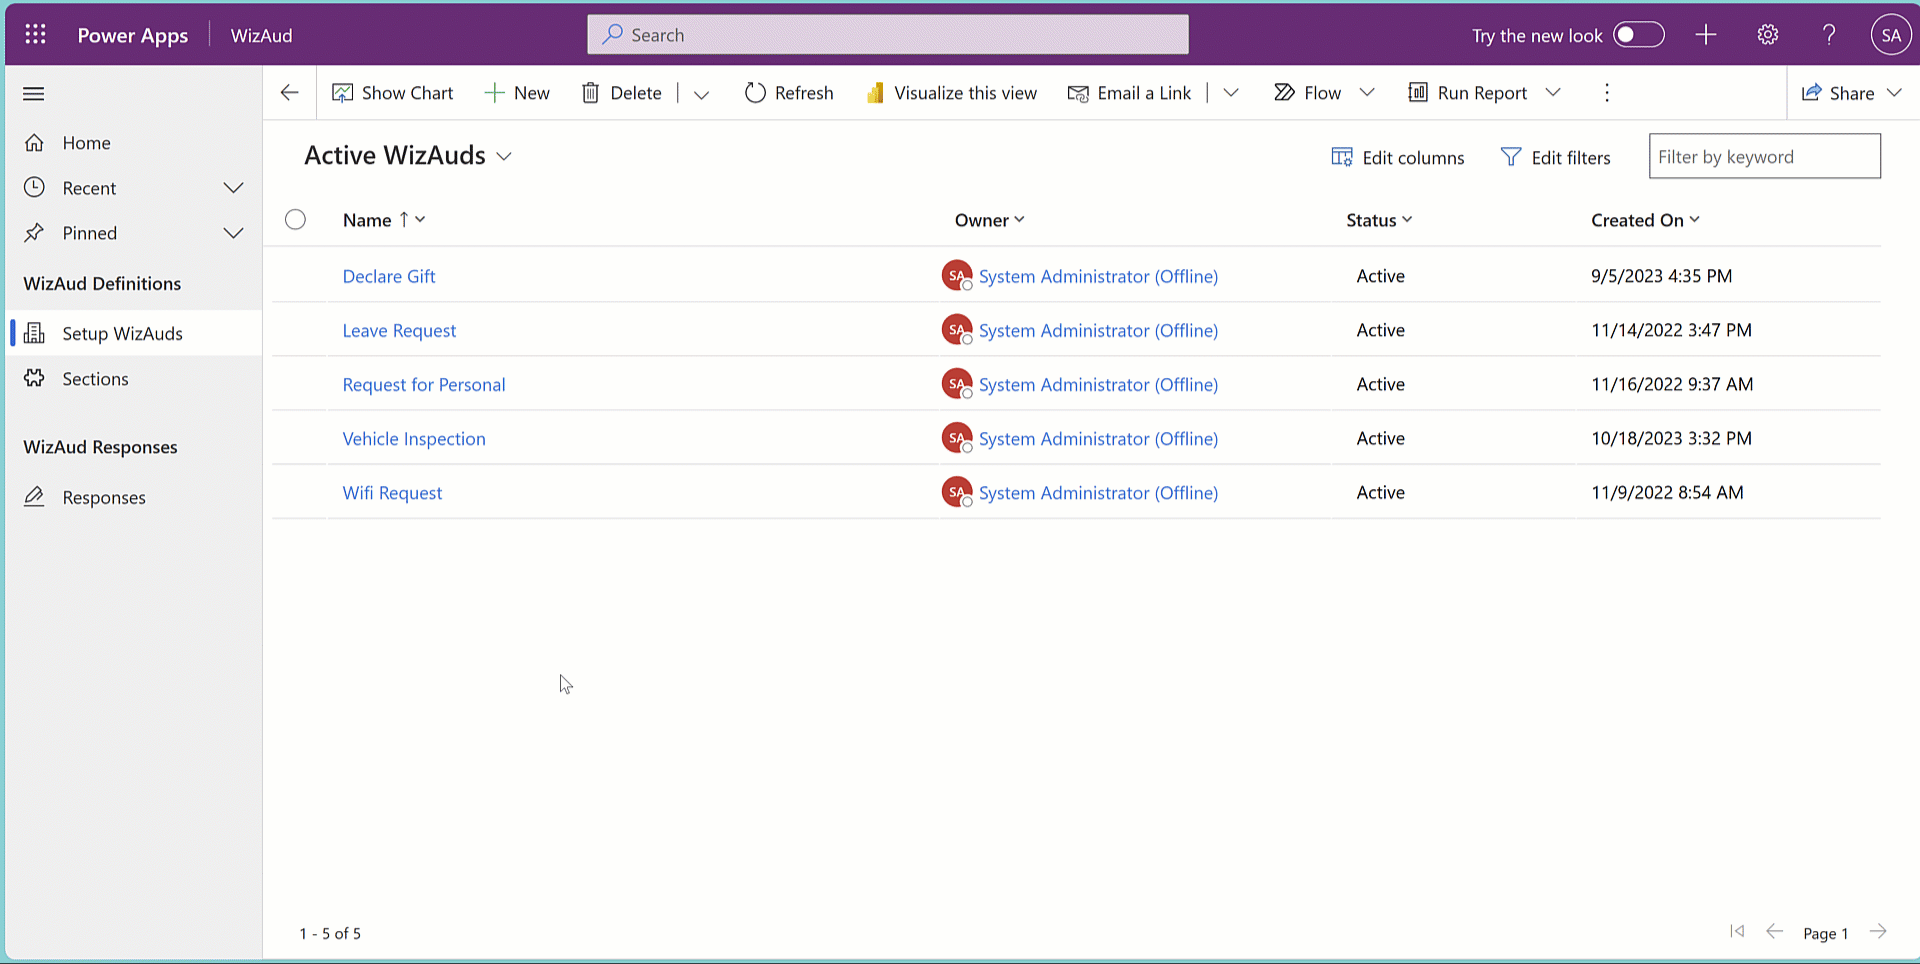 Power Apps WizAud Search Try the new look SA
Show Chart New Delete Refresh Visualize this view Email a Link Flow Run Report Share
Home
Recent
Pinned
WizAud Definitions
Setup WizAuds
Sections
WizAud Responses
Responses
Active WizAuds Edit columns Edit filters Filter by keyword
Name Owner Status Created On
Declare Gift SA System Administrator (Offline) Active 9/5/2023 4:35 PM
Leave Request SA System Administrator (Offline) Active 11/14/2022 3:47 PM
Request for Personal SA System Administrator (Offline) Active 11/16/2022 9:37 AM
Vehicle Inspection SA System Administrator (Offline) Active 10/18/2023 3:32 PM
Wifi Request SA System Administrator (Offline) Active 11/9/2022 8:54 AM
1 - 5 of 5 Page 1